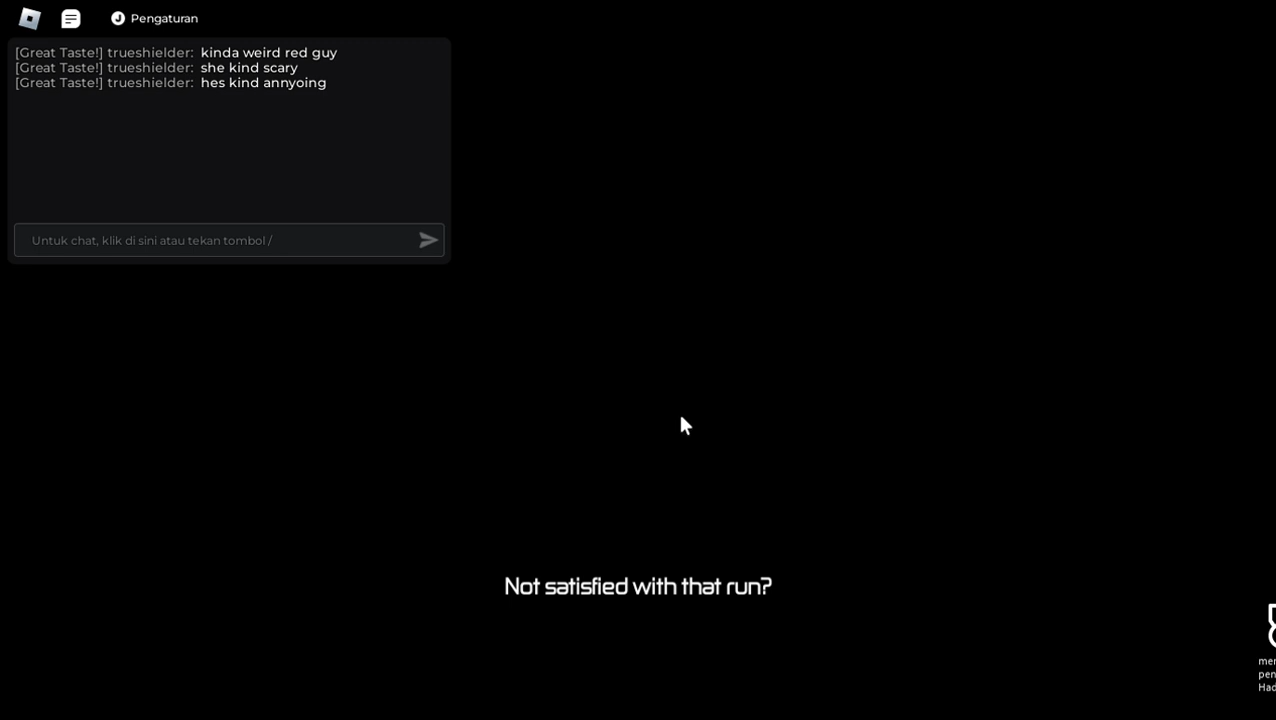 Pengaturan
[Great Taste!] trueshielder: kinda weird red guy
[Great Taste!] trueshielder: she kind scary
[Great Taste!] trueshielder: hes kind annyoing
Untuk chat, klik di sini atau tekan tombol /
Not satisfied with that run?